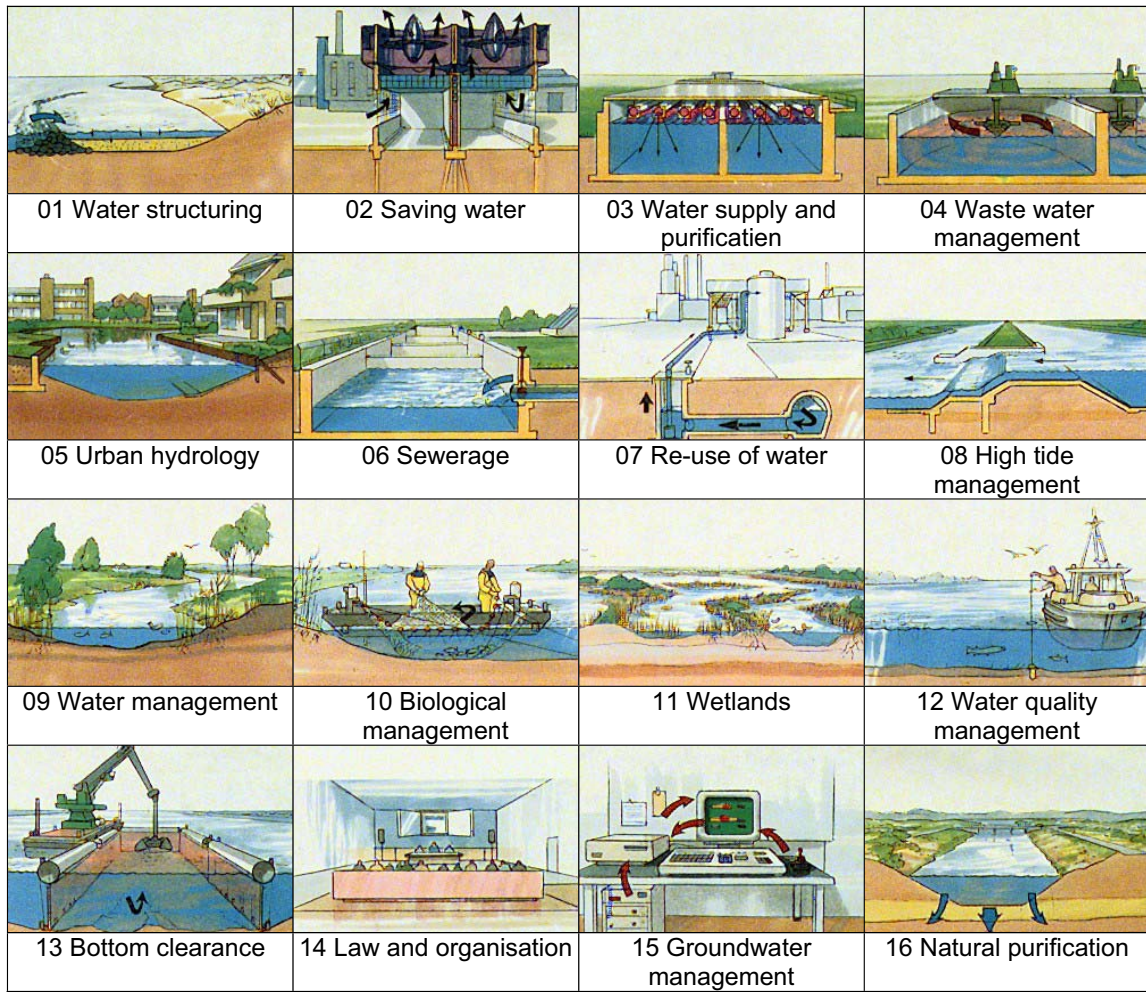 01 Water structuring
02 Saving water
03 Water supply and
purificatien
04 Waste water
management
05 Urban hydrology
06 Sewerage
07 Re-use of water
08 High tide
management
09 Water management
10 Biological
management
11 Wetlands
12 Water quality
management
13 Bottom clearance
14 Law and organisation
15 Groundwater
management
16 Natural purification